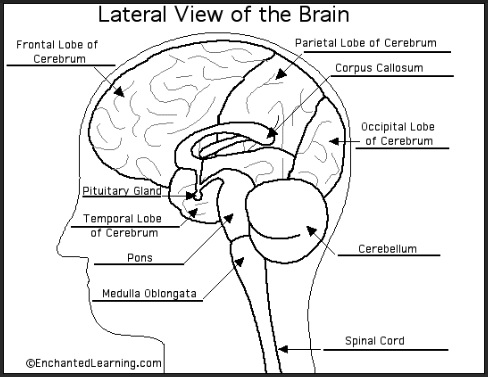 Lateral View of the Brain
Frontal Lobe of
Cerebrum
Parietal Lobe of Cerebrum
Corpus Callosum
Occipital Lobe
of Cerebrum
Pituitary Gland
Temporal Lobe
of Cerebrum
Pons
Cerebellum
Medulla Oblongata
Spinal Cord
©EnchantedLearning.com